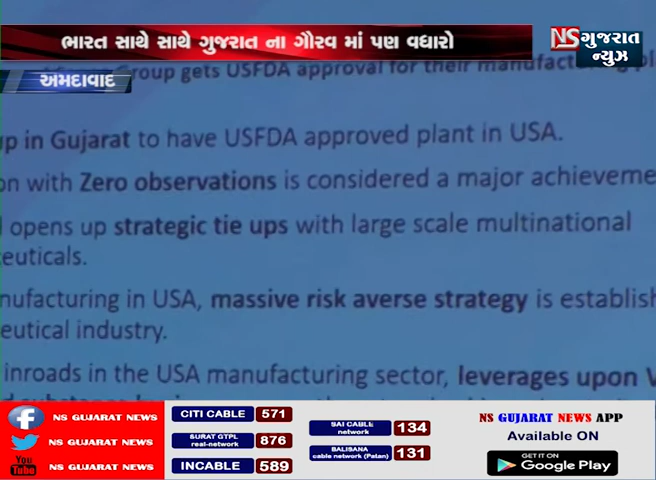 ભારત સાથે સાથે ગુજરાત ના ગૌરવ માં પણ વધારો
NS ગુજરાત
ન્યુઝ
અમદાવાદ
Group gets USFDA approval for their manufact
up in Gujarat to have USFDA approved plant in USA.
on with Zero observations is considered a major achieveme
opens up strategic tie ups with large scale multinational
ceuticals.
nufacturing in USA, massive risk averse strategy is establish
eutical industry.
inroads in the USA manufacturing sector, leverages upon V
NS GUJARAT NEWS
NS GUJARAT NEWS
You Tube NS GUJARAT NEWS
CITI CABLE 571
SURAT GTPL real-network 876
INCABLE 589
SAI CABLE network 134
BALISANA cable network (Patan) 131
NS GUJARAT NEWS APP
Available ON
GET IT ON
Google Play